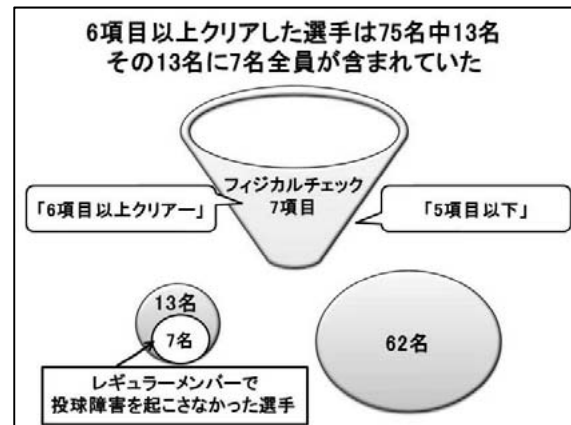 6項目以上クリアした選手は75名中13名
その13名に7名全員が含まれていた
フィジカルチェック
7項目
「6項目以上クリアー」
「5項目以下」
13名
7名
62名
レギュラーメンバーで
投球障害を起こさなかった選手